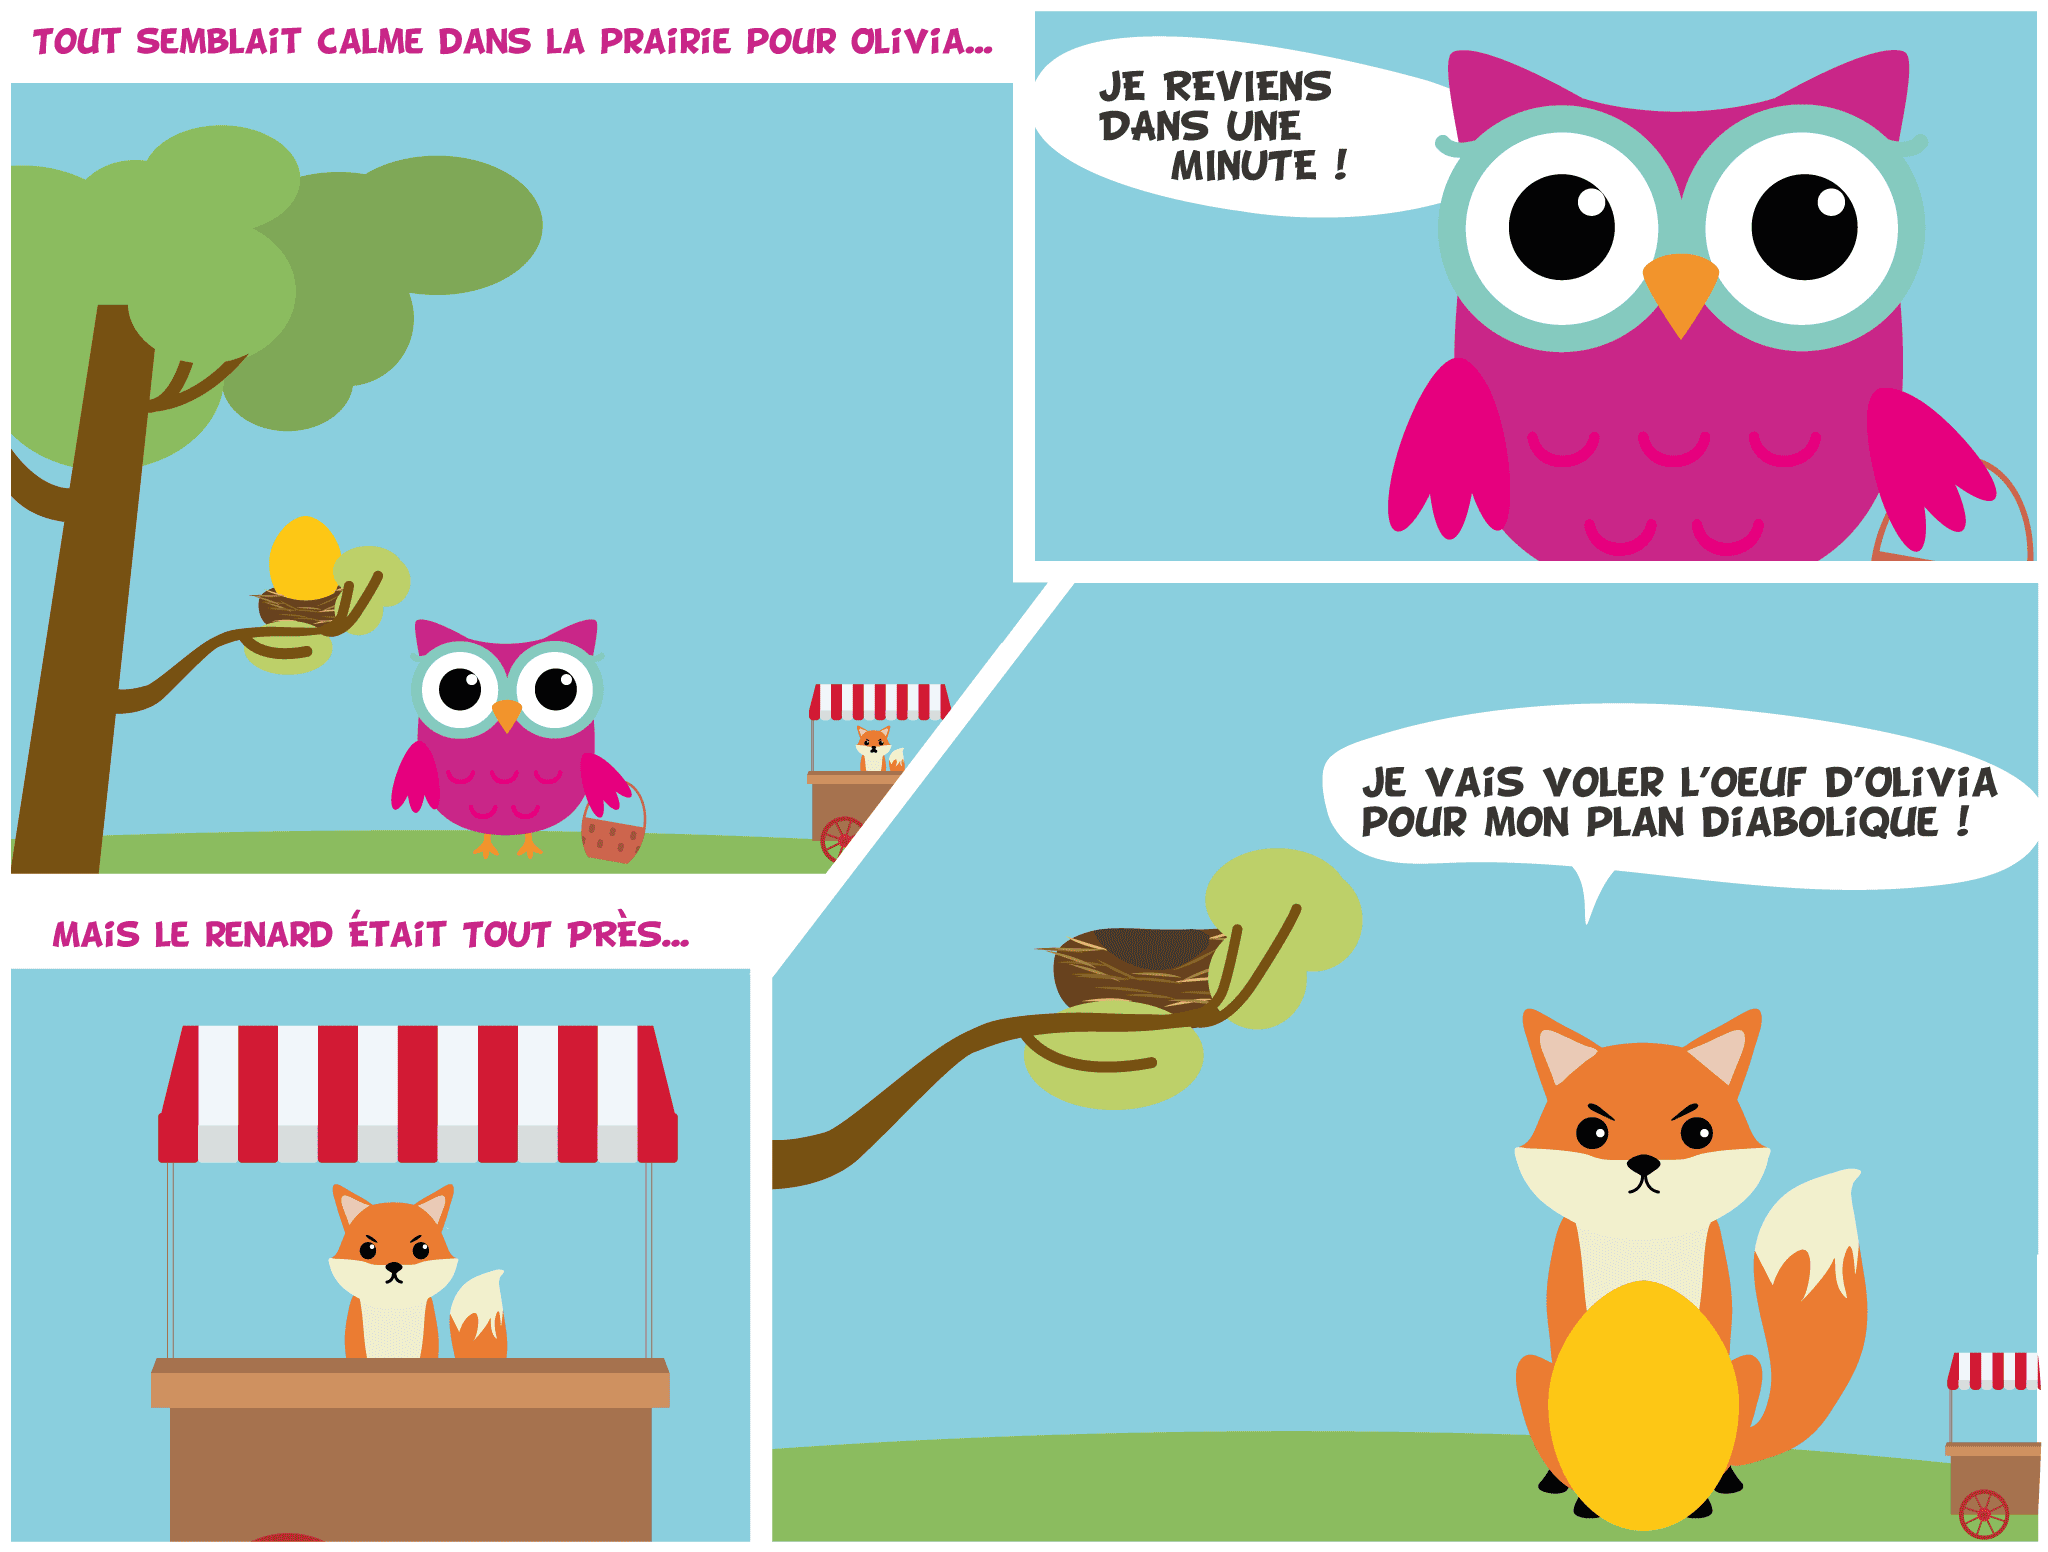 TOUT SEMBLAiT CALME DANS LA PRAiRiE POUR OLiViA...
JE REVIENS
DANS UNE
MINUTE !
MAiS LE RENARD ÉTAiT TOUT PRÈS...
JE VAiS VOLER L'OEUF D'OLiViA
POUR MON PLAN DiABOLiQUE !